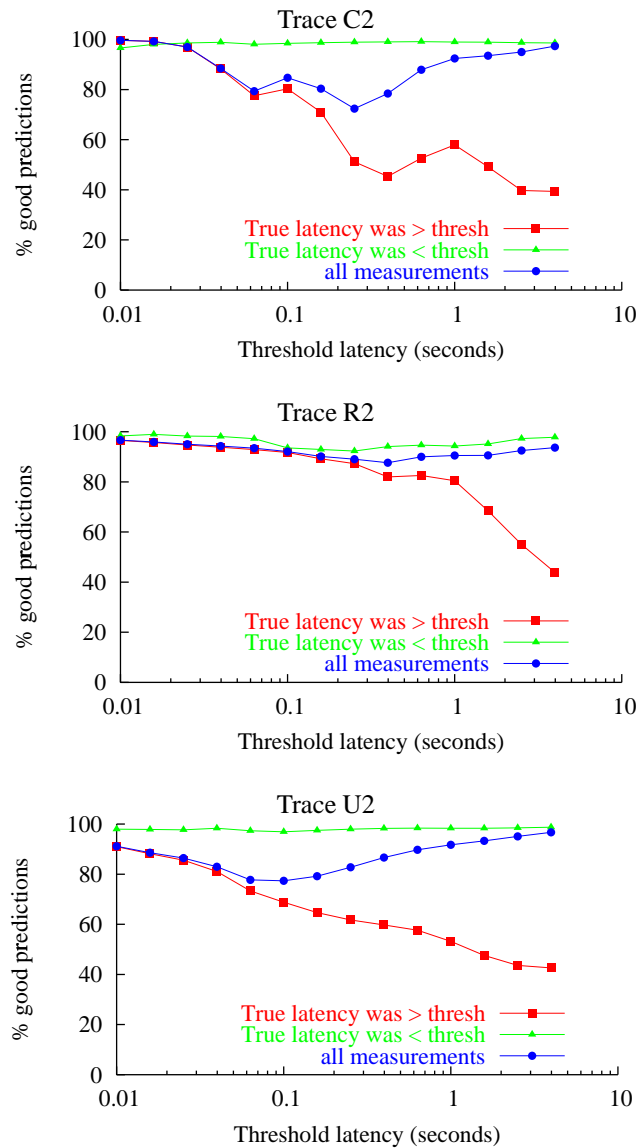 Trace C2
100
80
60
40
20
0
% good predictions
True latency was > thresh
True latency was < thresh
all measurements
0.01 0.1 1 10
Threshold latency (seconds)
Trace R2
100
80
60
40
20
0
% good predictions
True latency was > thresh
True latency was < thresh
all measurements
0.01 0.1 1 10
Threshold latency (seconds)
Trace U2
100
80
60
40
20
0
% good predictions
True latency was > thresh
True latency was < thresh
all measurements
0.01 0.1 1 10
Threshold latency (seconds)